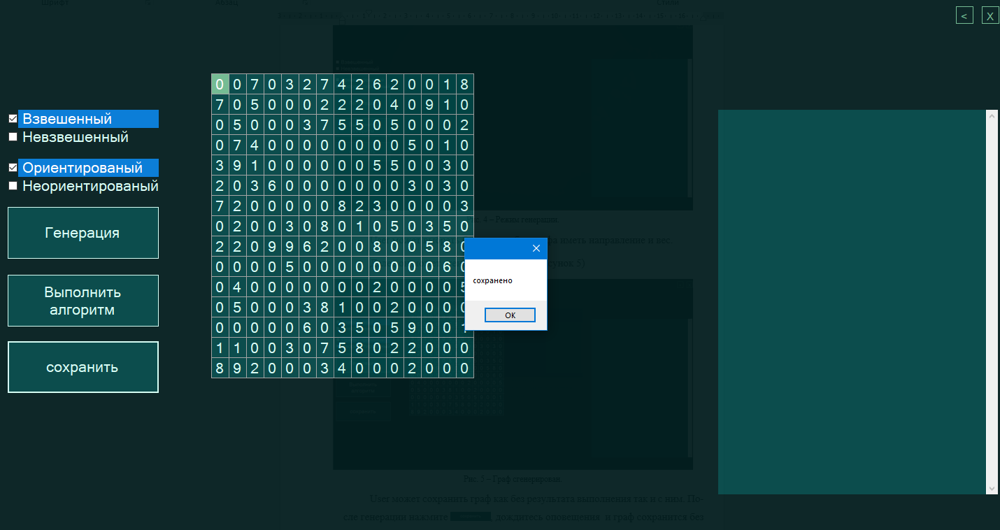 Шрифт
Абзац
Стили
< X
0 0 7 0 3 2 7 4 2 6 2 0 0 1 8
7 0 5 0 0 0 2 2 2 0 4 0 9 1 0
Взвешенный
0 5 0 0 0 3 7 5 5 0 5 0 0 0 2
Невзвешенный
0 7 4 0 0 0 0 0 0 0 0 5 0 1 0
Ориентированый
3 9 1 0 0 0 0 0 0 5 5 0 0 3 0
Неориентированый
2 0 3 6 0 0 0 0 0 0 0 3 0 3 0
7 2 0 0 0 0 0 8 2 3 0 0 0 0 3
Рис. 4 – Режим генерации.
Генерация
0 2 0 0 3 0 8 0 1 0 5 0 3 5 0
иметь направление и вес
2 2 0 9 9 6 2 0 0 8 0 0 5 8 0
унок 5)
0 0 0 0 5 0 0 0 0 0 0 0 0 6 0
сохранено
0 4 0 0 0 0 0 0 0 2 0 0 0 0 5
Выполнить
алгоритм
0 5 0 0 0 3 8 1 0 0 2 0 0 0 0
OK
0 0 0 0 0 6 0 3 5 0 5 9 0 0 1
1 1 0 0 3 0 7 5 8 0 2 2 0 0 0
сохранить
8 9 2 0 0 0 3 4 0 0 0 2 0 0 0
Рис. 5 – Граф сгенарирован.
User может сохранить граф как без результата выполнения так и с ним. По-
сле генерации нажмите дождитесь оповещения и граф сохранится без